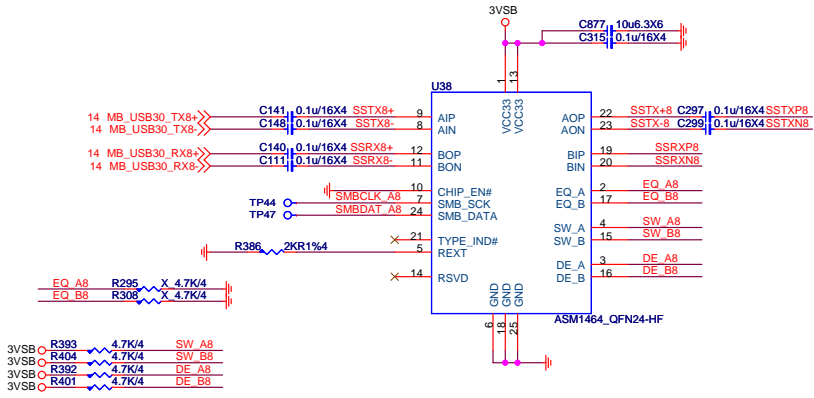 3VSB
C877 10u6.3X6
C315 0.1u/16X4
U38
1 13
VCC33 VCC33
14 MB_USB30_TX8+ C141 0.1u/16X4 SSTX8+ 9 AIP AOP 22 SSTX+8 C297 0.1u/16X4 SSTXP8
14 MB_USB30_TX8- C148 0.1u/16X4 SSTX8- 8 AIN AON 23 SSTX-8 C299 0.1u/16X4 SSTXN8
14 MB_USB30_RX8+ C140 0.1u/16X4 SSRX8+ 12 BOP BIP 19 SSRXP8
14 MB_USB30_RX8- C111 0.1u/16X4 SSRX8- 11 BON BIN 20 SSRXN8
10 CHIP_EN# EQ_A 2 EQ_A8
TP44 SMBCLK_A8 7 SMB_SCK EQ_B 17 EQ_B8
TP47 SMBDAT_A8 24 SMB_DATA
SW_A 4 SW_A8
21 TYPE_IND# SW_B 15 SW_B8
R386 2KR1%4 5 REXT
DE_A 3 DE_A8
14 RSVD DE_B 16 DE_B8
EQ_A8 R295 X_4.7K/4
EQ_B8 R308 X_4.7K/4
GND GND GND
6 18 25
ASM1464_QFN24-HF
3VSB R393 4.7K/4 SW_A8
3VSB R404 4.7K/4 SW_B8
3VSB R392 4.7K/4 DE_A8
3VSB R401 4.7K/4 DE_B8